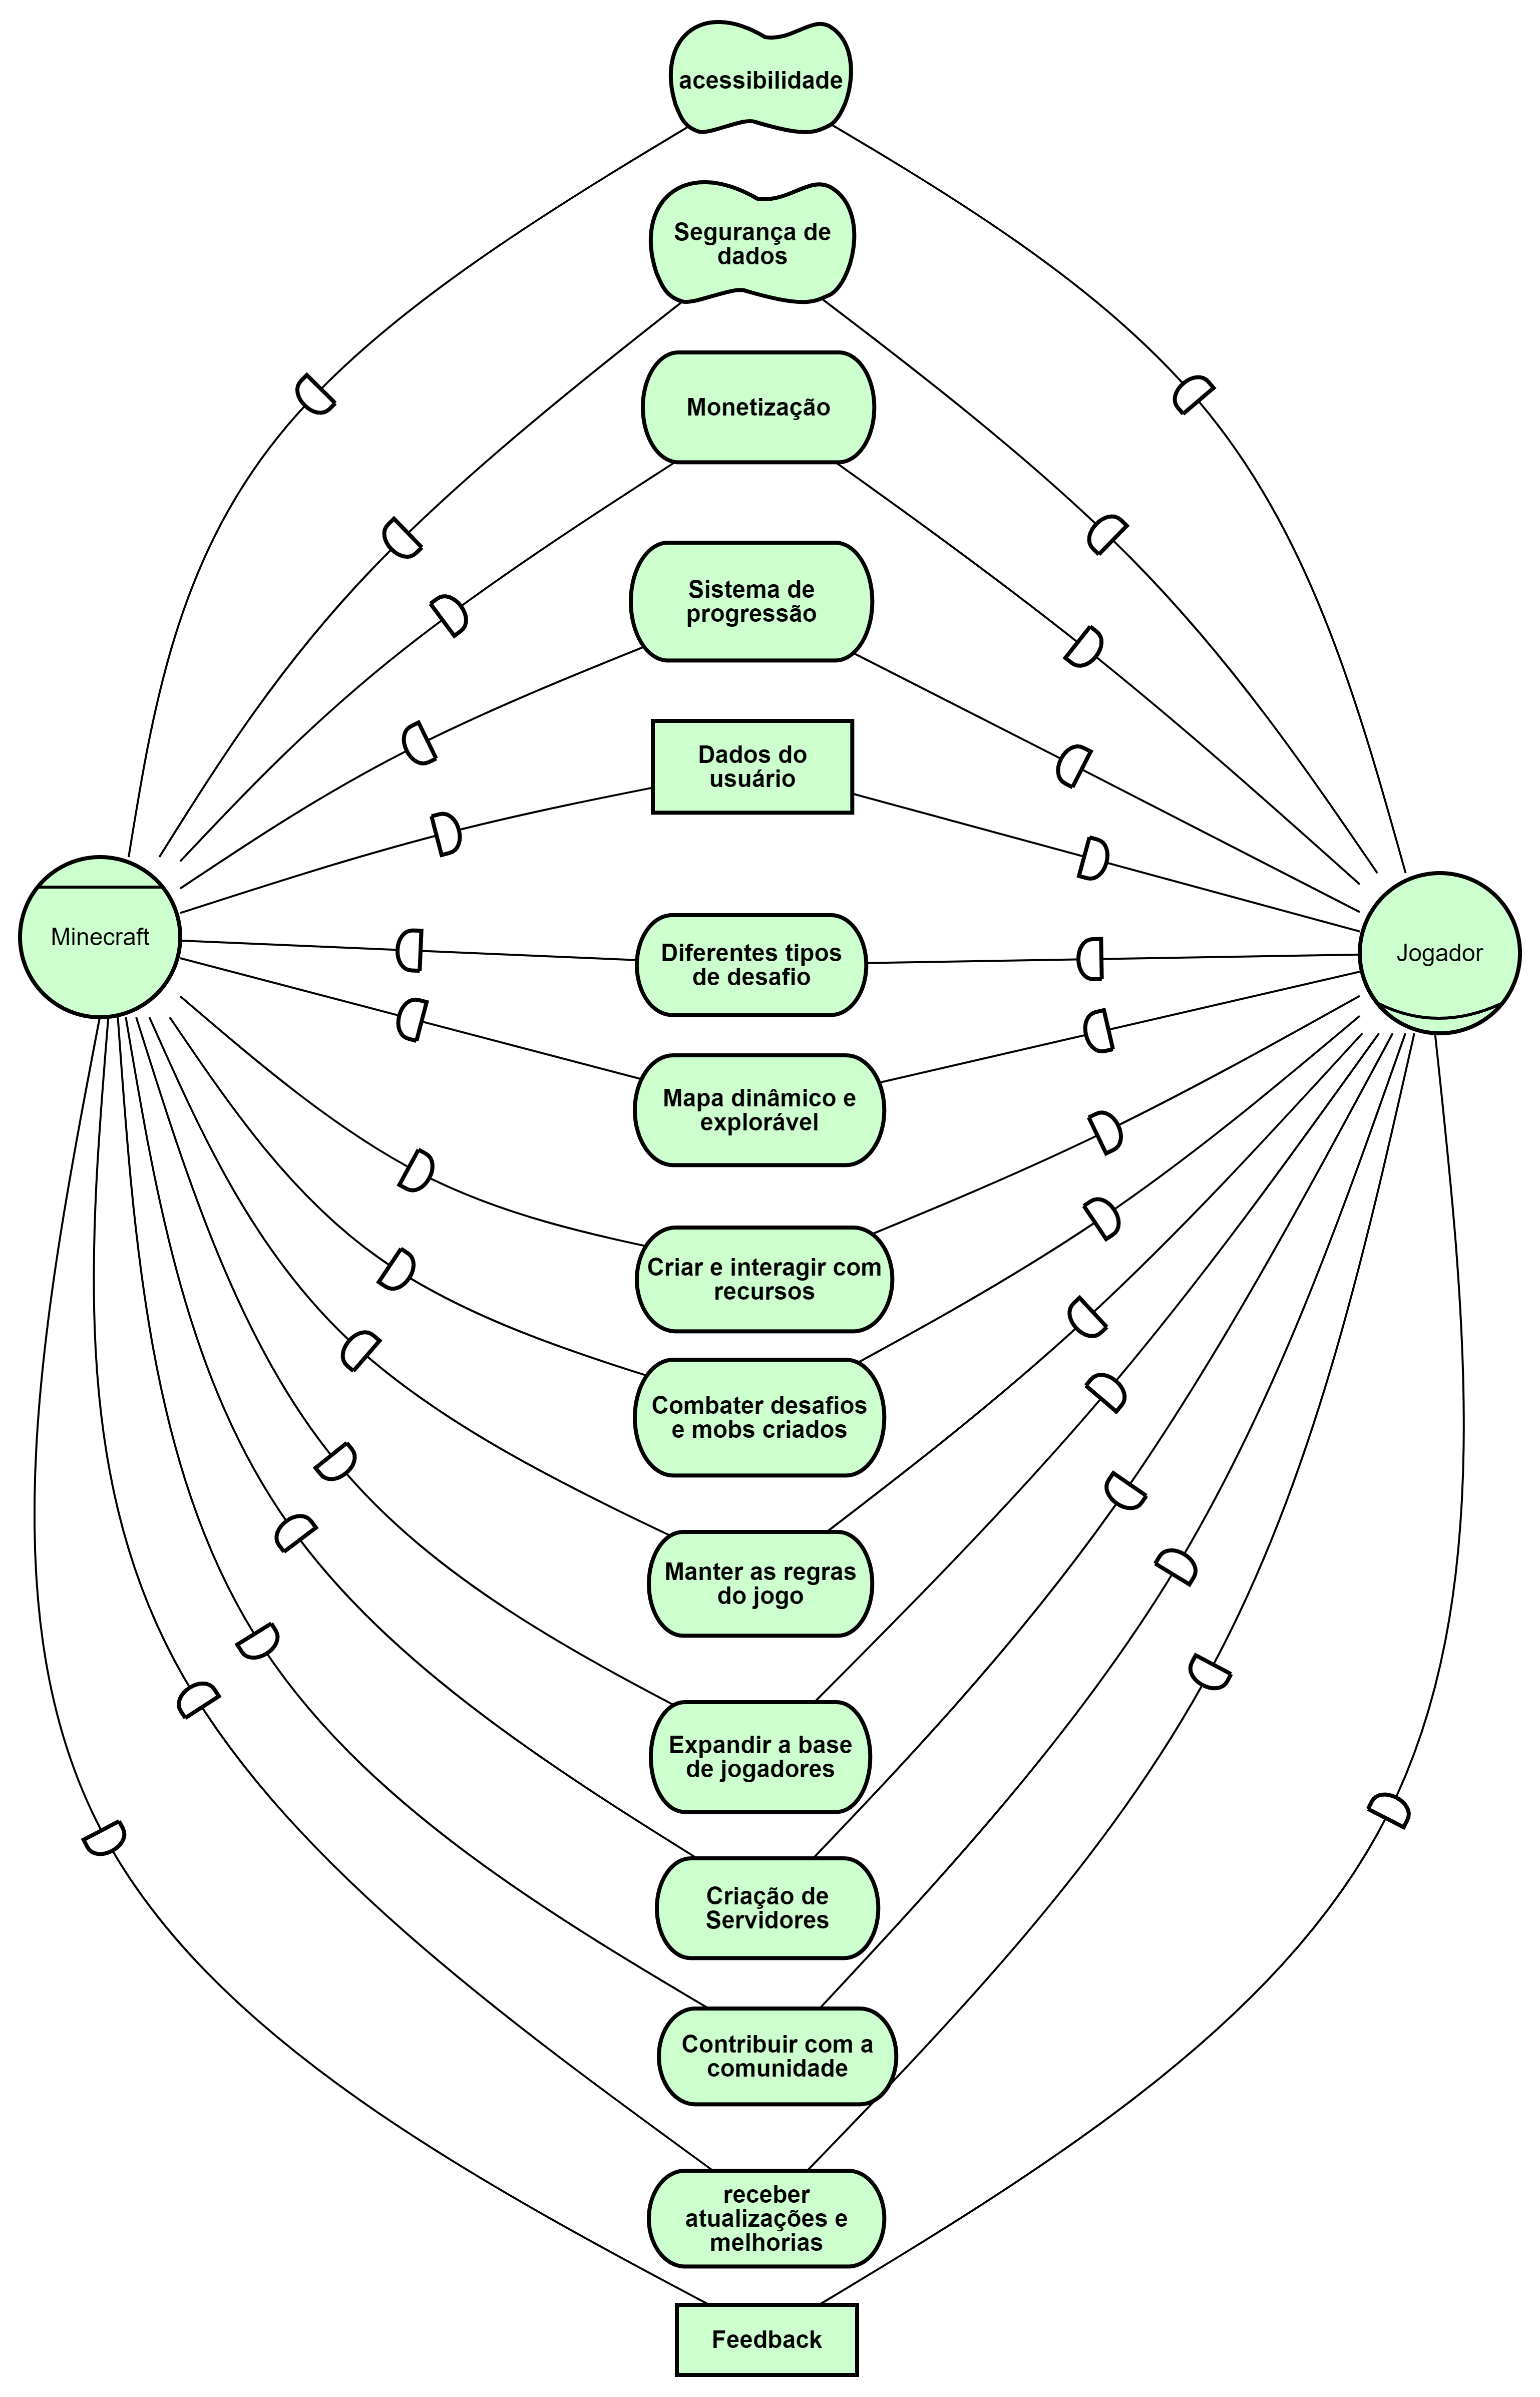 acessibilidade
Segurança de
dados
Monetização
Sistema de
progressão
Dados do
usuário
Minecraft
Jogador
Diferentes tipos
de desafio
Mapa dinâmico e
explorável
Criar e interagir com
recursos
Combater desafios
e mobs criados
Manter as regras
do jogo
Expandir a base
de jogadores
Criação de
Servidores
Contribuir com a
comunidade
receber
atualizações e
melhorias
Feedback